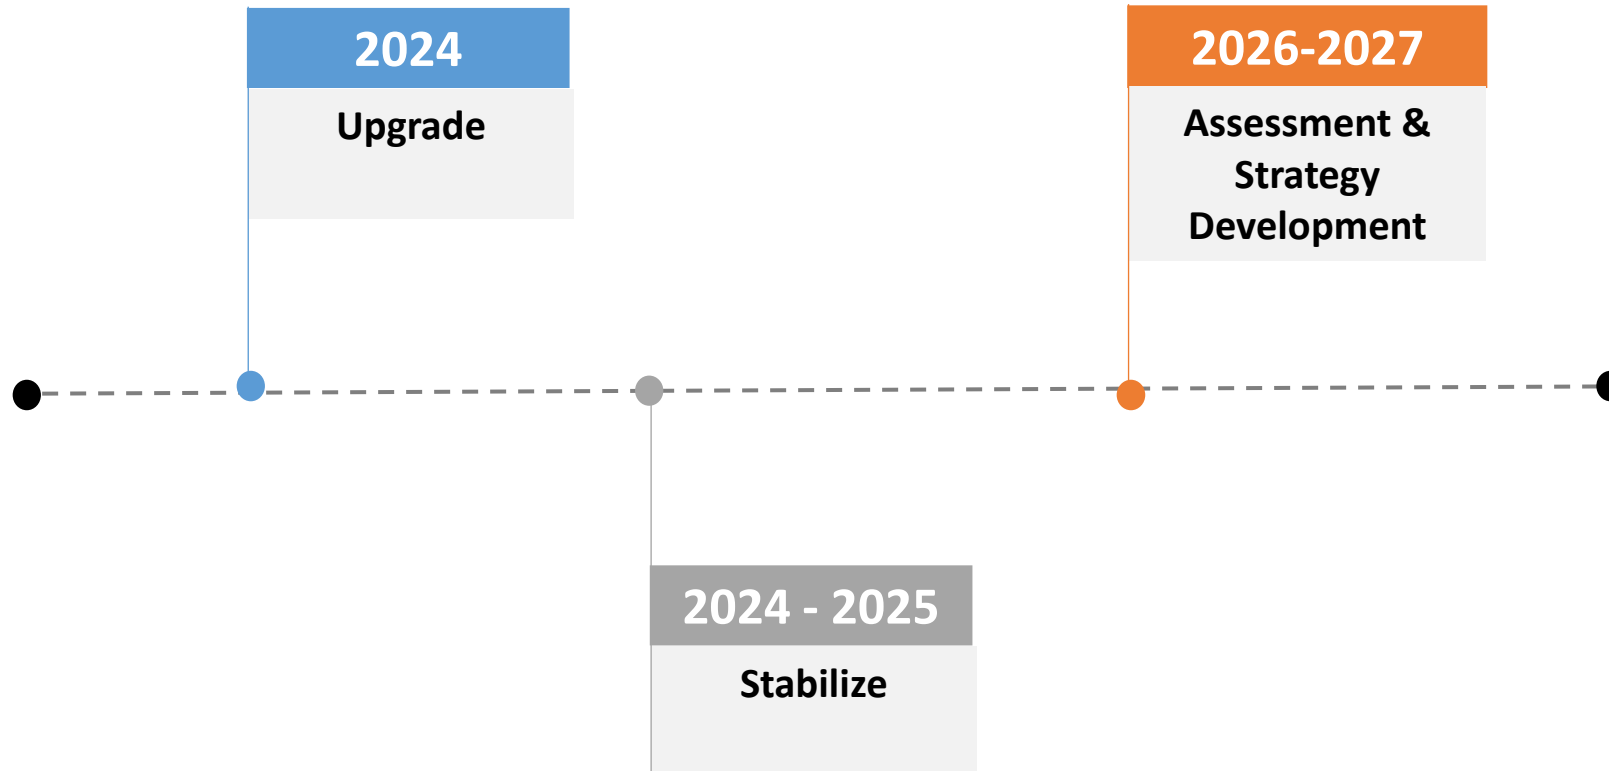 2024
Upgrade
2024 - 2025
Stabilize
2026-2027
Assessment &
Strategy
Development